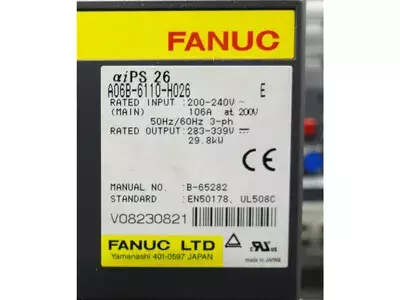 FANUC
αiPS 26
A06B-6110-H026 E
RATED INPUT :200-240V~
(MAIN) 106A at 200V
50Hz/60Hz 3-ph
RATED OUTPUT:283-339V⎓
29.8kW
CE
MANUAL NO. :B-65282
STANDARD :EN50178, UL508C
V08230821
FANUC LTD
Yamanashi 401-0597 JAPAN
MADE IN JAPAN